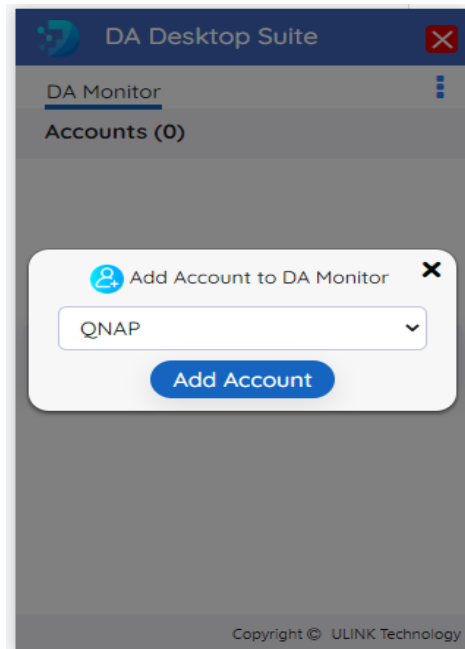 DA Desktop Suite
DA Monitor
Accounts (0)
Add Account to DA Monitor
QNAP
Add Account
Copyright © ULINK Technology